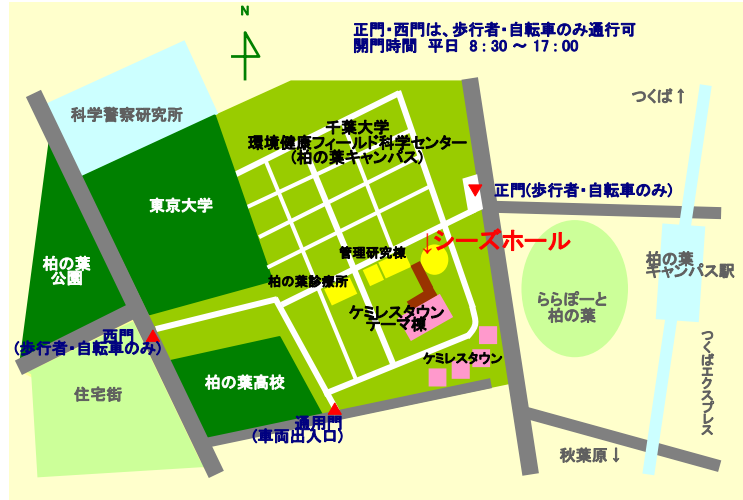 N
正門・西門は、歩行者・自転車のみ通行可
開門時間 平日 8:30～17:00
つくば↑
科学警察研究所
千葉大学
環境健康フィールド科学センター
(柏の葉キャンパス)
正門(歩行者・自転車のみ)
東京大学
↓シーズホール
管理研究棟
柏の葉
公園
柏の葉
キャンパス駅
柏の葉診療所
ららぽーと
柏の葉
ケミレスタウン
テーマ棟
西門
(歩行者・自転車のみ)
ケミレスタウン
つくばエクスプレス
柏の葉高校
住宅街
通用門
(車両出入口)
秋葉原↓